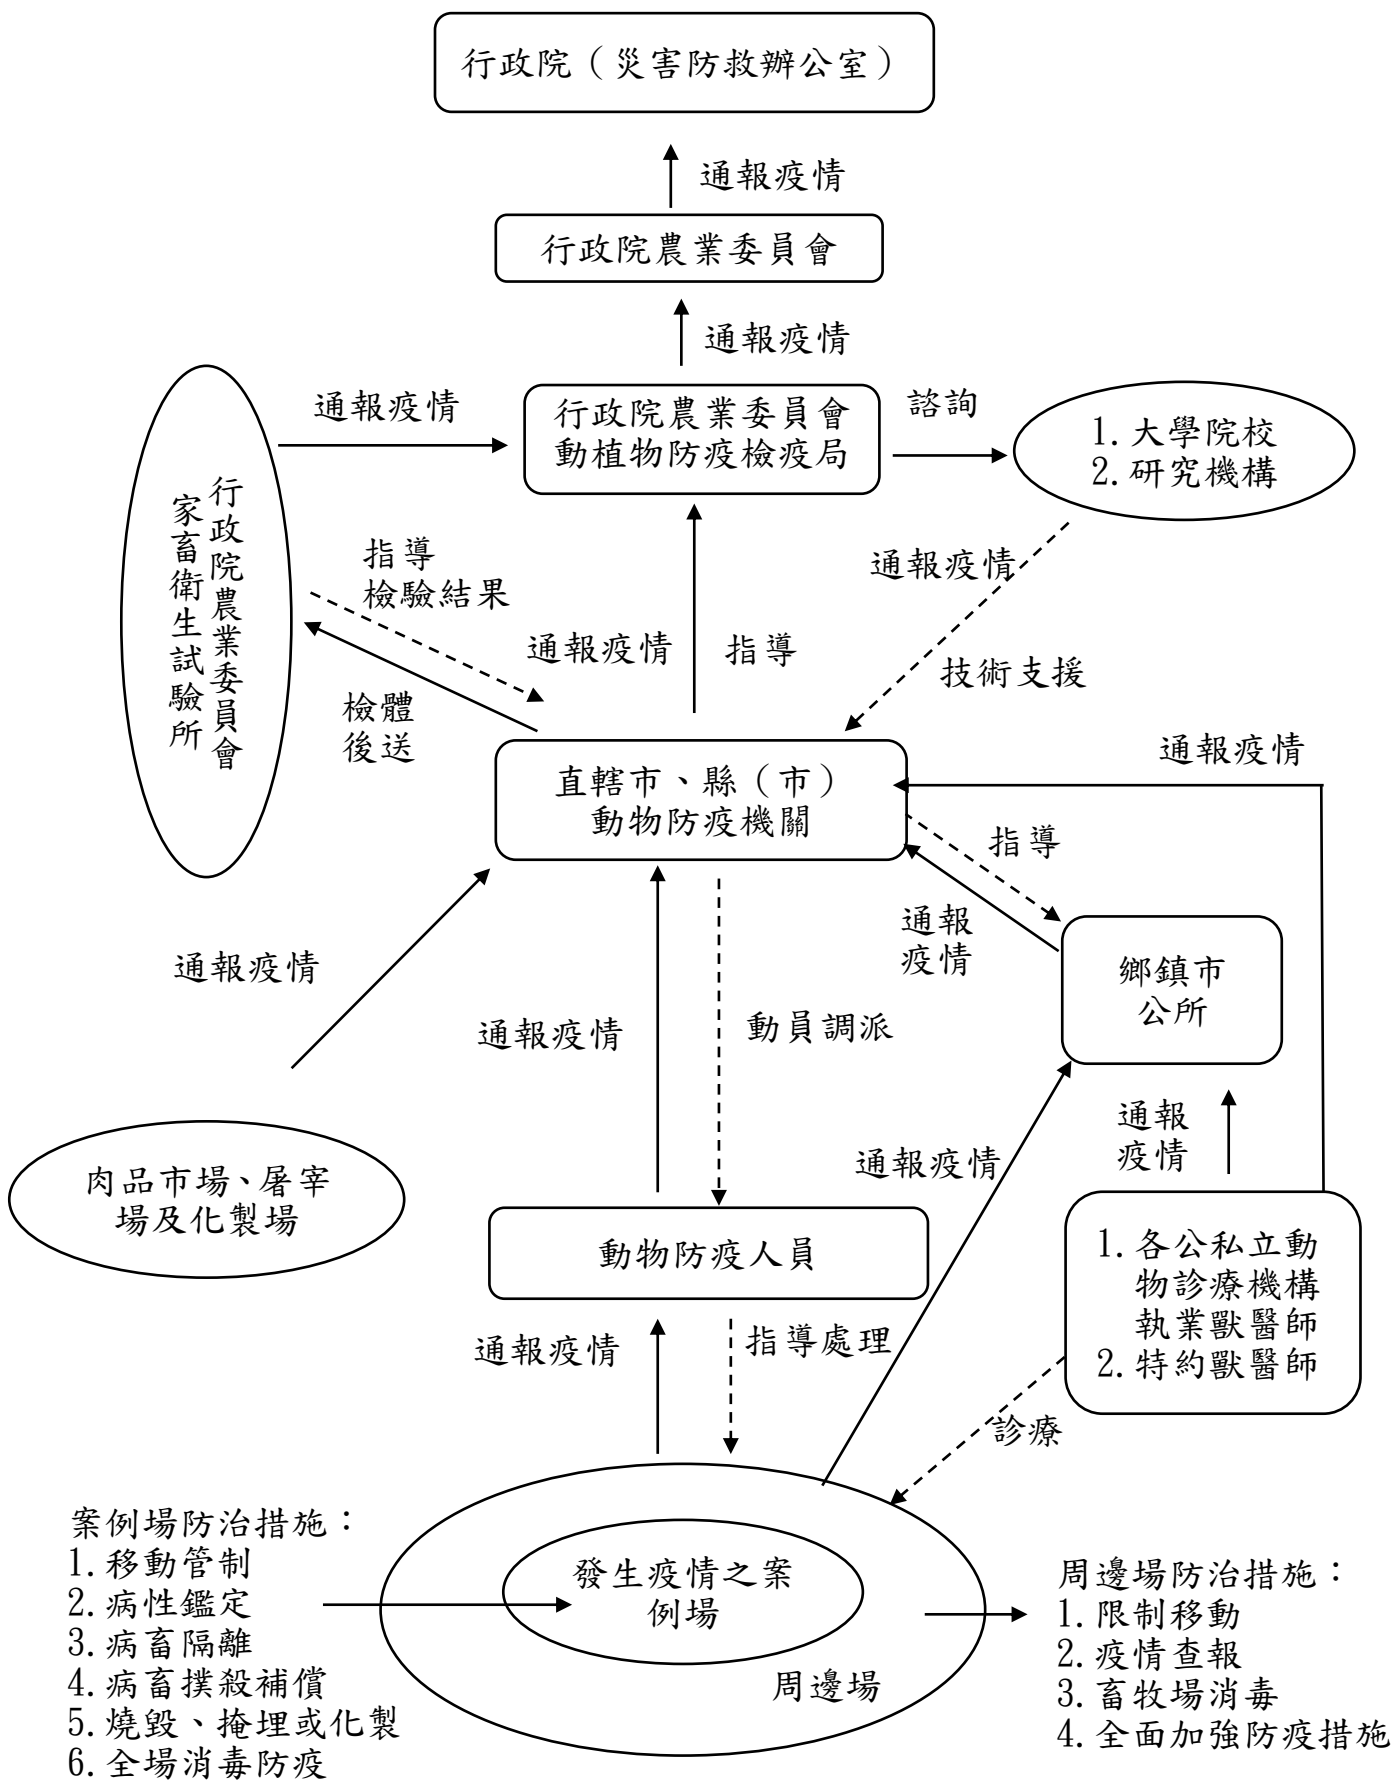 行政院（災害防救辦公室）
通報疫情
行政院農業委員會
通報疫情
通報疫情
行政院農業委員會
動植物防疫檢疫局
諮詢
1.大學院校
2.研究機構
行政院農業委員會
家畜衛生試驗所
指導
檢驗結果
通報疫情
通報疫情
指導
技術支援
檢體
後送
直轄市、縣（市）
動物防疫機關
通報疫情
指導
通報
疫情
鄉鎮市
公所
通報疫情
通報疫情
動員調派
通報
疫情
通報疫情
肉品市場、屠宰
場及化製場
動物防疫人員
1.各公私立動
物診療機構
執業獸醫師
2.特約獸醫師
通報疫情
指導處理
診療
案例場防治措施：
1.移動管制
2.病性鑑定
3.病畜隔離
4.病畜撲殺補償
5.燒毀、掩埋或化製
6.全場消毒防疫
發生疫情之案
例場
周邊場
周邊場防治措施：
1.限制移動
2.疫情查報
3.畜牧場消毒
4.全面加強防疫措施